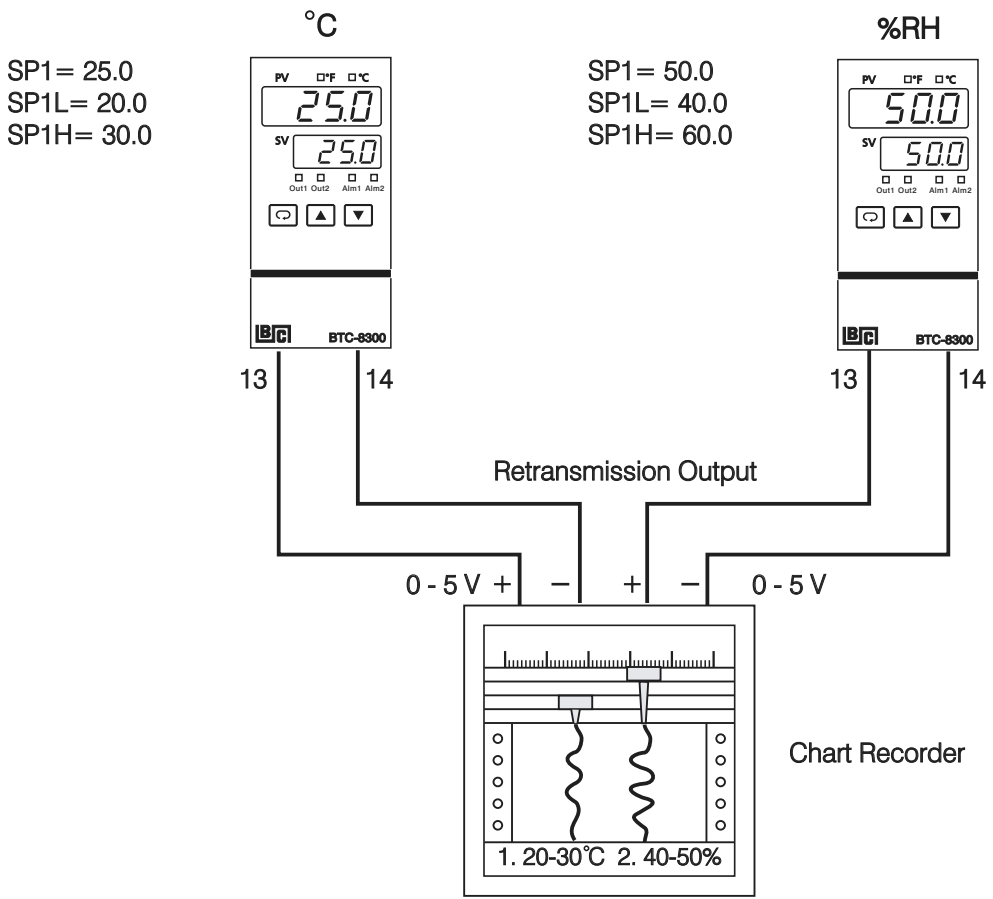 °C
%RH
SP1= 25.0
SP1L= 20.0
SP1H= 30.0
PV °F °C
25.0
SV
25.0
Out1 Out2 Alm1 Alm2
BC
BTC-8300
13
14
SP1= 50.0
SP1L= 40.0
SP1H= 60.0
PV °F °C
50.0
SV
50.0
Out1 Out2 Alm1 Alm2
BC
BTC-8300
13
14
Retransmission Output
0 - 5 V + − + − 0 - 5 V
Chart Recorder
1. 20-30°C 2. 40-50%